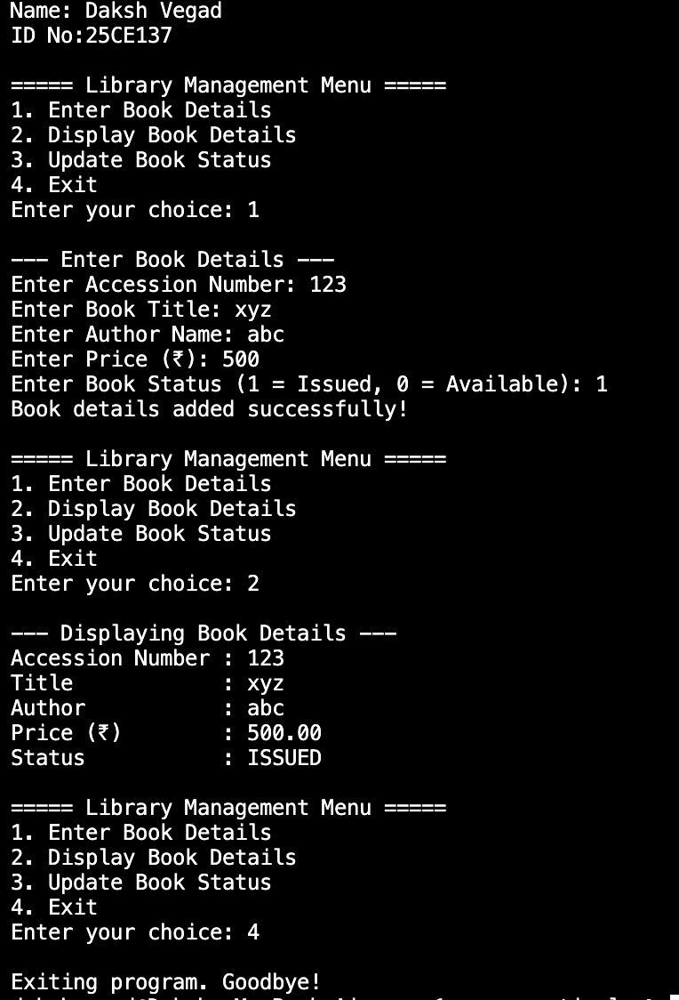 Name: Daksh Vegad
ID No:25CE137

===== Library Management Menu =====
1. Enter Book Details
2. Display Book Details
3. Update Book Status
4. Exit
Enter your choice: 1

--- Enter Book Details ---
Enter Accession Number: 123
Enter Book Title: xyz
Enter Author Name: abc
Enter Price (₹): 500
Enter Book Status (1 = Issued, 0 = Available): 1
Book details added successfully!

===== Library Management Menu =====
1. Enter Book Details
2. Display Book Details
3. Update Book Status
4. Exit
Enter your choice: 2

--- Displaying Book Details ---
Accession Number : 123
Title            : xyz
Author           : abc
Price (₹)        : 500.00
Status           : ISSUED

===== Library Management Menu =====
1. Enter Book Details
2. Display Book Details
3. Update Book Status
4. Exit
Enter your choice: 4

Exiting program. Goodbye!